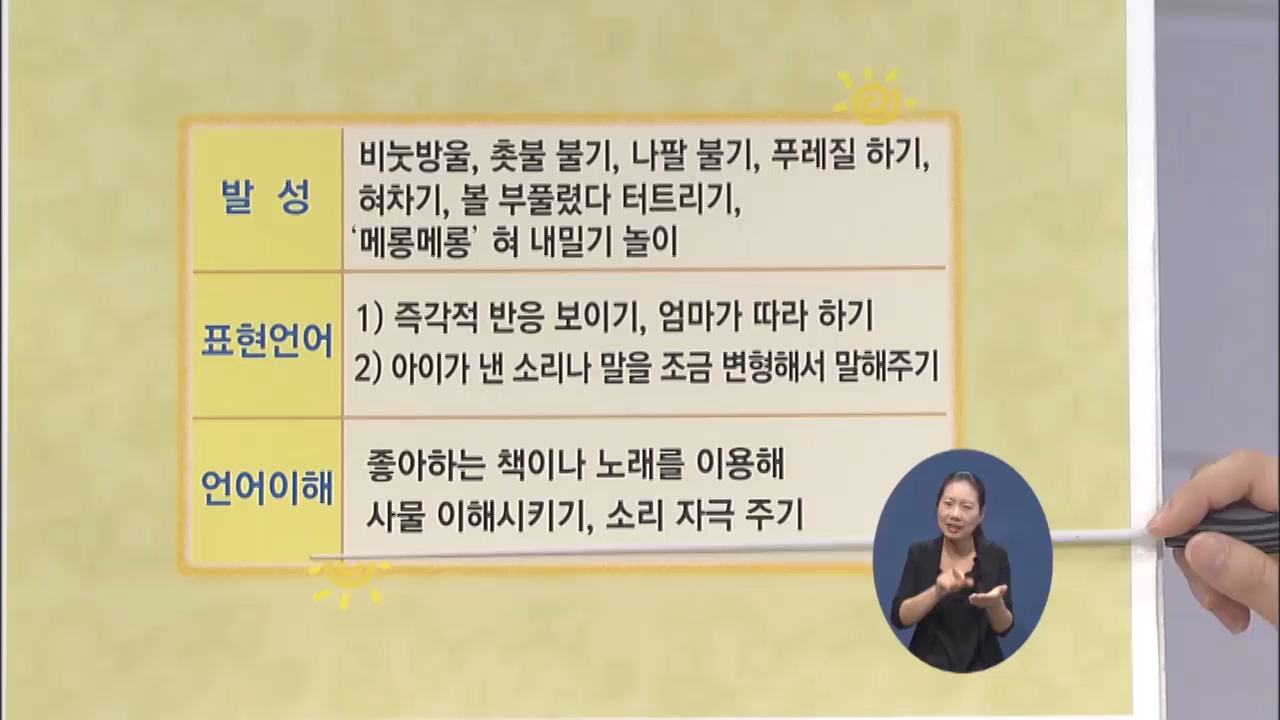 발 성
비눗방울, 촛불 불기, 나팔 불기, 푸레질 하기,
혀차기, 볼 부풀렸다 터트리기,
‘메롱메롱’ 혀 내밀기 놀이
표현언어
1) 즉각적 반응 보이기, 엄마가 따라 하기
2) 아이가 낸 소리나 말을 조금 변형해서 말해주기
언어이해
좋아하는 책이나 노래를 이용해
사물 이해시키기, 소리 자극 주기